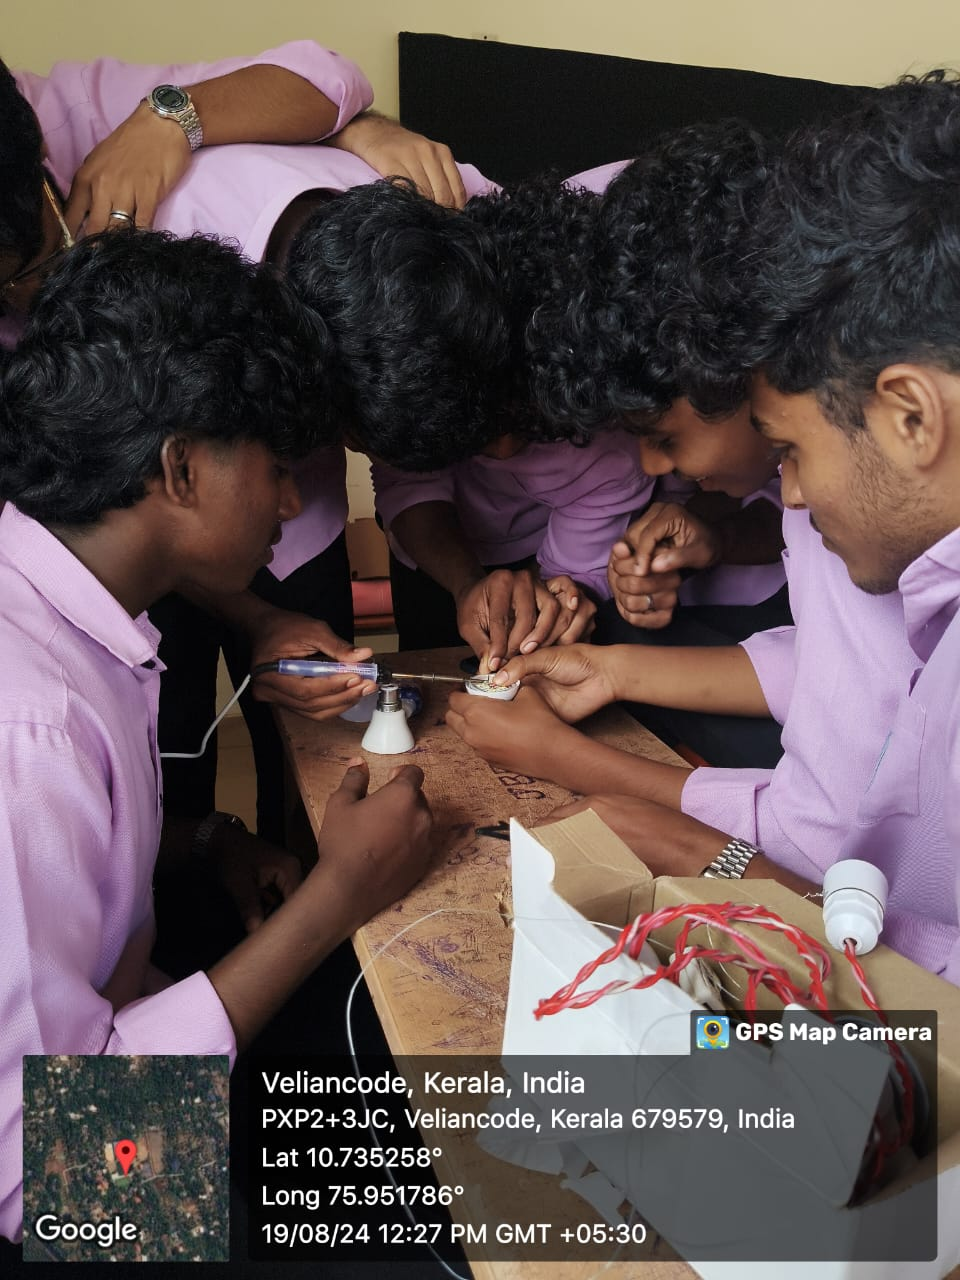 GPS Map Camera
Veliancode, Kerala, India
PXP2+3JC, Veliancode, Kerala 679579, India
Lat 10.735258°
Long 75.951786°
19/08/24 12:27 PM GMT +05:30
Google